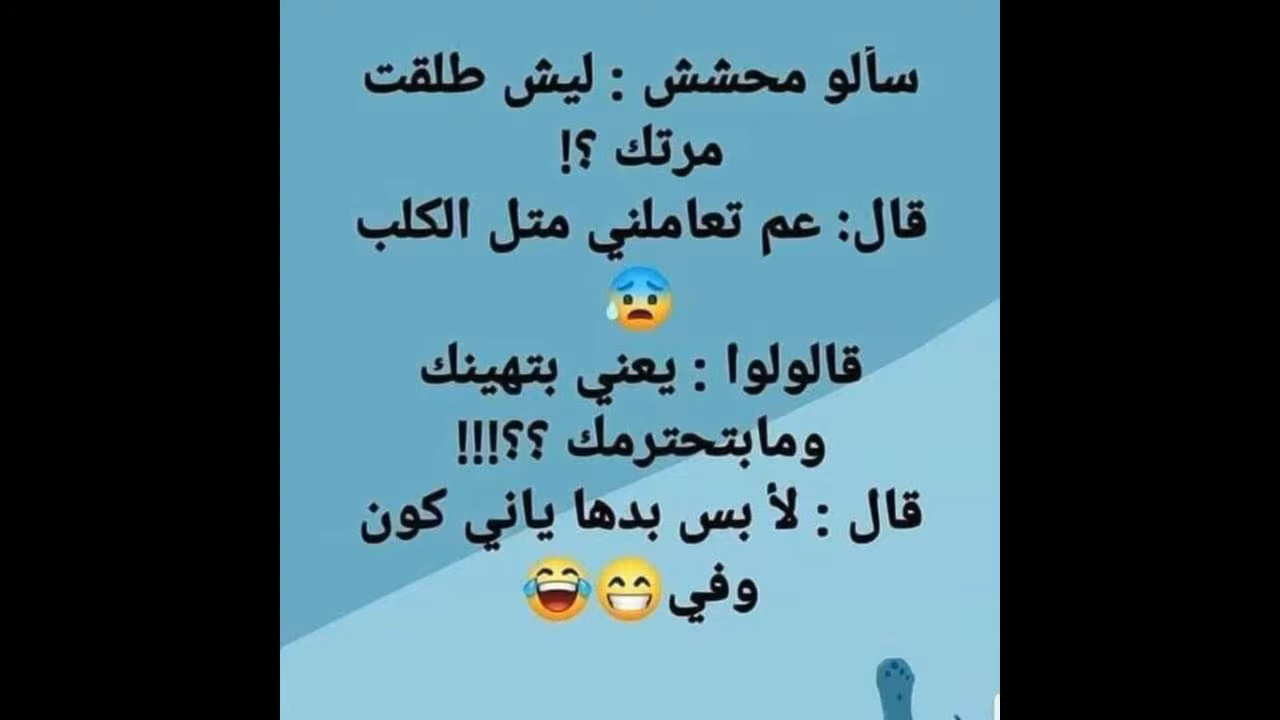 سألو محشش : ليش طلقت
مرتك ؟!
قال: عم تعاملني متل الكلب
😰
قالولوا : يعني بتهينك
ومابتحترمك ؟؟!!!
قال : لأ بس بدها ياني كون
وفي😁😂